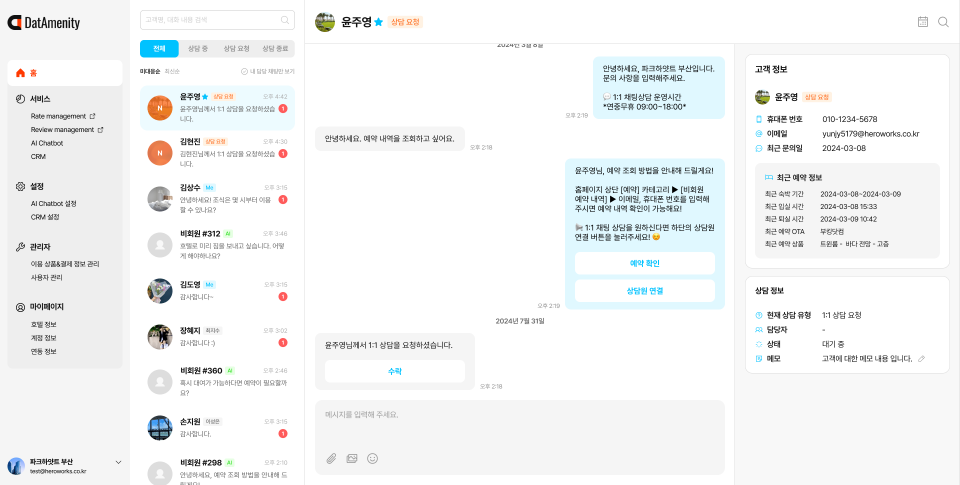 DatAmenity
홈
서비스
Rate management
Review management
AI Chatbot
CRM
설정
AI Chatbot 설정
CRM 설정
관리자
이용 상품&결제 정보 관리
사용자 관리
마이페이지
호텔 정보
계정 정보
연동 정보
파크하얏트 부산
test@heroworks.co.kr
고객명, 대화 내용 검색
전체 상담 중 상담 요청 상담 종료
미대응순 최신순 내 담당 채팅만 보기
N
윤주영 상담 요청 오후 4:42
윤주영님께서 1:1 상담을 요청하셨습
니다.
1
N
김현진 상담 요청 오후 4:30
김현진님께서 1:1 상담을 요청하셨습
니다.
1
김상수 Me 오후 3:15
안녕하세요! 조식은 몇 시부터 이용
할 수 있나요?
1
비회원 #312 AI 오후 3:46
호텔로 미리 짐을 보내고 싶습니다. 어떻
게 해야하나요?
김도영 Me 오후 3:15
감사합니다~
1
장혜지 최지수 오후 3:02
감사합니다 :)
1
비회원 #360 AI 오후 2:46
혹시 대여가 가능하다면 예약이 필요할까
요?
손지원 오후 3:15
감사합니다.
1
비회원 #298 AI 오후 2:10
안녕하세요, 예약 조회 방법을 안내해 드
릴게요!
윤주영 상담 요청
2024년 3월 8일
안녕하세요, 파크하얏트 부산입니다.
문의 사항을 입력해주세요.
💬 1:1 채팅상담 운영시간
*연중무휴 09:00~18:00*
오후 2:19
안녕하세요. 예약 내역을 조회하고 싶어요.
오후 2:18
윤주영님, 예약 조회 방법을 안내해 드릴게요!
홈페이지 상단 [예약] 카테고리 ▶ [비회원
예약 내역] ▶ 이메일, 휴대폰 번호를 입력해
주시면 예약 내역 확인이 가능해요!
1:1 채팅 상담을 원하신다면 하단의 상담원
연결 버튼을 눌러주세요! 😊
예약 확인
상담원 연결
오후 2:19
2024년 7월 31일
윤주영님께서 1:1 상담을 요청하셨습니다.
수락
오후 2:18
메시지를 입력해 주세요.
고객 정보
윤주영 상담 요청
휴대폰 번호 010-1234-5678
이메일 yunjy5179@heroworks.co.kr
최근 문의일 2024-03-08
최근 예약 정보
최근 숙박 기간 2024-03-08~2024-03-09
최근 입실 시간 2024-03-08 15:33
최근 퇴실 시간 2024-03-09 10:42
최근 예약 OTA 부킹닷컴
최근 예약 상품 트윈룸 - 바다 전망 - 고층
상담 정보
현재 상담 유형 1:1 상담 요청
담당자 -
상태 대기 중
메모 고객에 대한 메모 내용 입니다.